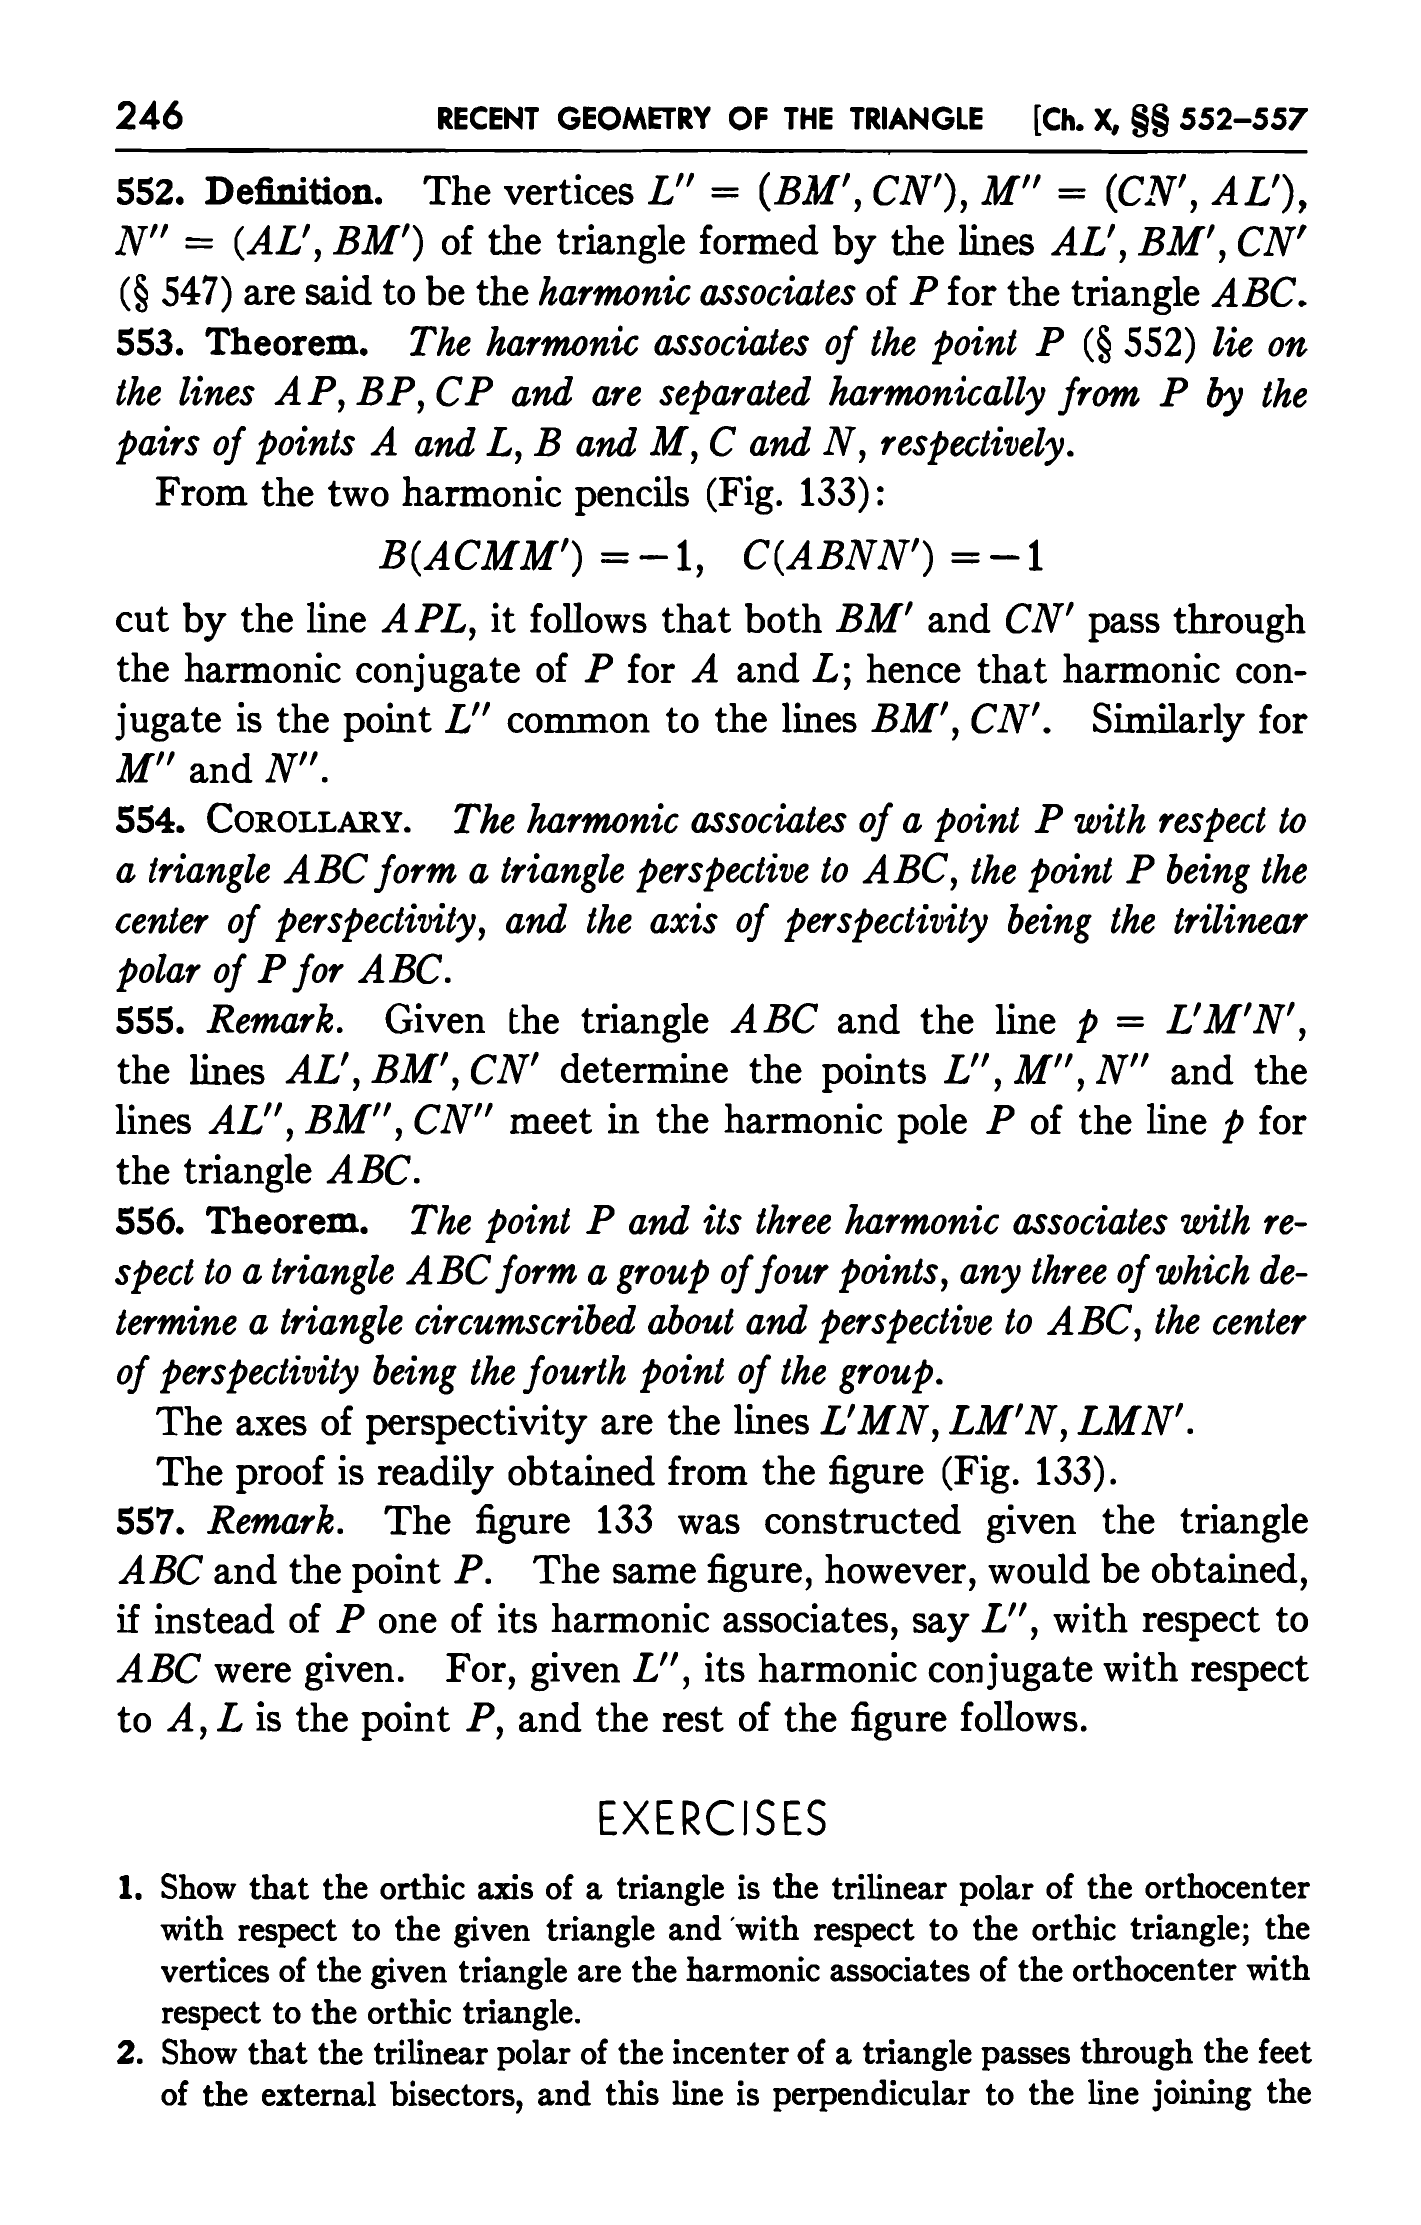 246 RECENT GEOMETRY OF THE TRIANGLE [Ch. X, §§ 552–557
552. Definition. The vertices L″ = (BM′, CN′), M″ = (CN′, AL′),
N″ = (AL′, BM′) of the triangle formed by the lines AL′, BM′, CN′
(§ 547) are said to be the harmonic associates of P for the triangle ABC.
553. Theorem. The harmonic associates of the point P (§ 552) lie on
the lines AP, BP, CP and are separated harmonically from P by the
pairs of points A and L, B and M, C and N, respectively.
From the two harmonic pencils (Fig. 133):
B(ACMM′) = −1, C(ABNN′) = −1
cut by the line APL, it follows that both BM′ and CN′ pass through
the harmonic conjugate of P for A and L; hence that harmonic con-
jugate is the point L″ common to the lines BM′, CN′. Similarly for
M″ and N″.
554. COROLLARY. The harmonic associates of a point P with respect to
a triangle ABC form a triangle perspective to ABC, the point P being the
center of perspectivity, and the axis of perspectivity being the trilinear
polar of P for ABC.
555. Remark. Given the triangle ABC and the line p = L′M′N′,
the lines AL′, BM′, CN′ determine the points L″, M″, N″ and the
lines AL″, BM″, CN″ meet in the harmonic pole P of the line p for
the triangle ABC.
556. Theorem. The point P and its three harmonic associates with re-
spect to a triangle ABC form a group of four points, any three of which de-
termine a triangle circumscribed about and perspective to ABC, the center
of perspectivity being the fourth point of the group.
The axes of perspectivity are the lines L′MN, LM′N, LMN′.
The proof is readily obtained from the figure (Fig. 133).
557. Remark. The figure 133 was constructed given the triangle
ABC and the point P. The same figure, however, would be obtained,
if instead of P one of its harmonic associates, say L″, with respect to
ABC were given. For, given L″, its harmonic conjugate with respect
to A, L is the point P, and the rest of the figure follows.
EXERCISES
1. Show that the orthic axis of a triangle is the trilinear polar of the orthocenter
with respect to the given triangle and with respect to the orthic triangle; the
vertices of the given triangle are the harmonic associates of the orthocenter with
respect to the orthic triangle.
2. Show that the trilinear polar of the incenter of a triangle passes through the feet
of the external bisectors, and this line is perpendicular to the line joining the